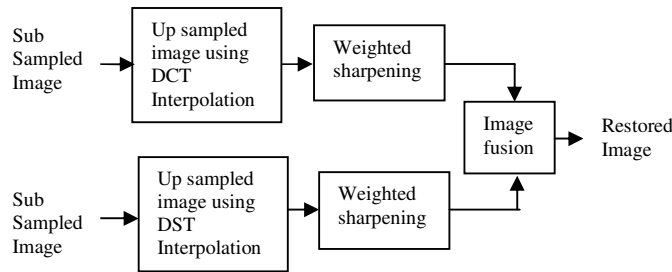 Sub
Sampled
Image
Up sampled
image using
DCT
Interpolation
Weighted
sharpening
Image
fusion
Restored
Image
Sub
Sampled
Image
Up sampled
image using
DST
Interpolation
Weighted
sharpening